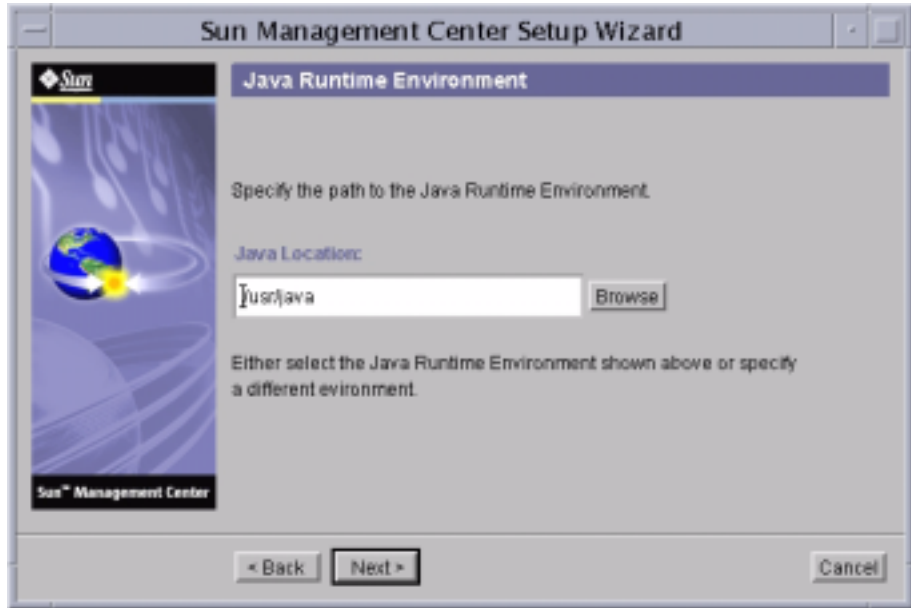 Sun Management Center Setup Wizard
Sun
Java Runtime Environment
Specify the path to the Java Runtime Environment.
Java Location:
/usr/java
Browse
Either select the Java Runtime Environment shown above or specify
a different evironment.
Sun™ Management Center
< Back
Next >
Cancel